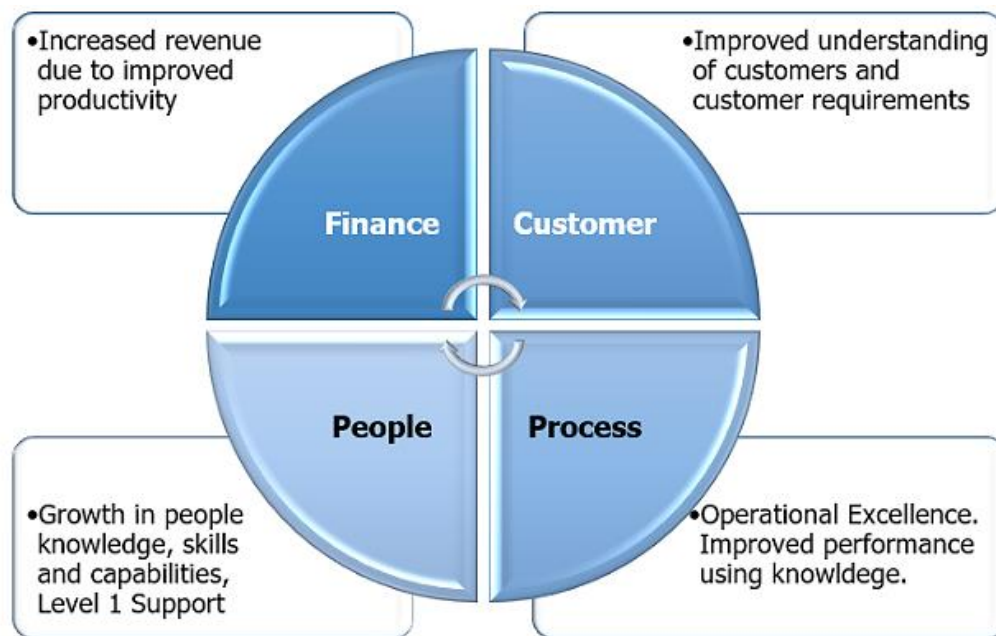 •Increased revenue
due to improved
productivity
•Improved understanding
of customers and
customer requirements
Finance
Customer
People
Process
•Growth in people
knowledge, skills
and capabilities,
Level 1 Support
•Operational Excellence.
Improved performance
using knowldege.